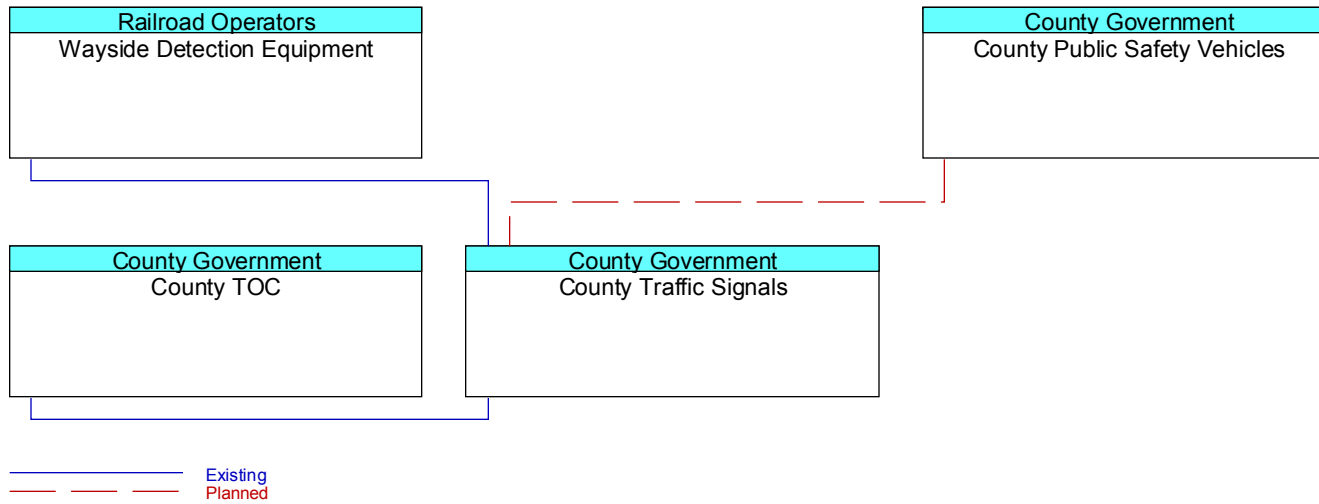 Railroad Operators
Wayside Detection Equipment
County Government
County Public Safety Vehicles
County Government
County TOC
County Government
County Traffic Signals
Existing
Planned